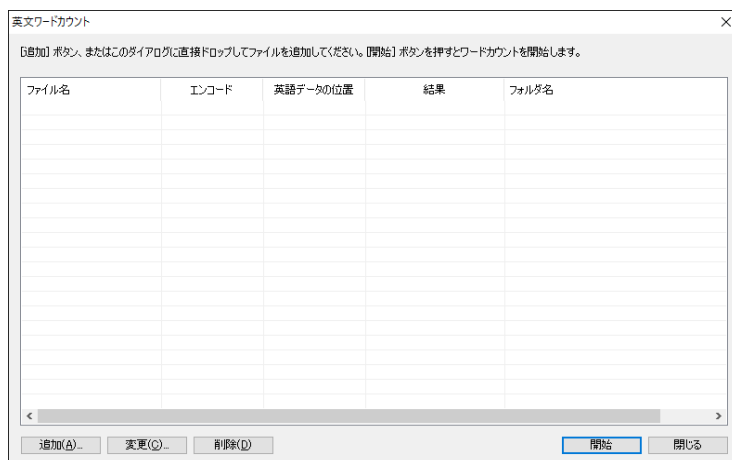 英文ワードカウント
[追加] ボタン、またはこのダイアログに直接ドロップしてファイルを追加してください。[開始] ボタンを押すとワードカウントを開始します。
ファイル名 エンコード 英語データの位置 結果 フォルダ名
追加(A)... 変更(C)... 削除(D) 開始 閉じる